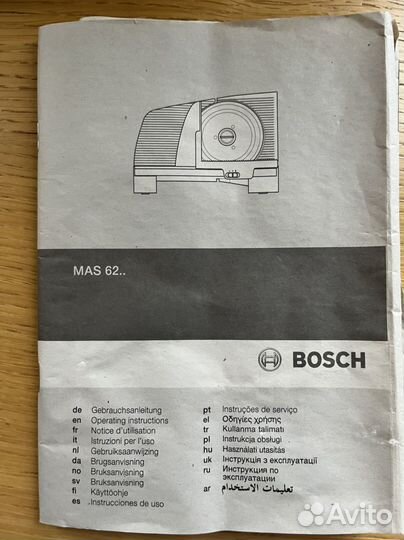 MAS 62..
BOSCH
de Gebrauchsanleitung
en Operating instructions
fr Notice d'utilisation
it Istruzioni per l'uso
nl Gebruiksaanwijzing
da Brugsanvisning
no Bruksanvisning
sv Bruksanvisning
fi Käyttöohje
es Instrucciones de uso
pt Instruções de serviço
el Οδηγίες χρήσης
tr Kullanma talimatı
pl Instrukcja obsługi
hu Használati utasítás
uk Інструкція з експлуатації
ru Инструкция по
эксплуатации
ar تعليمات الاستخدام
Avito